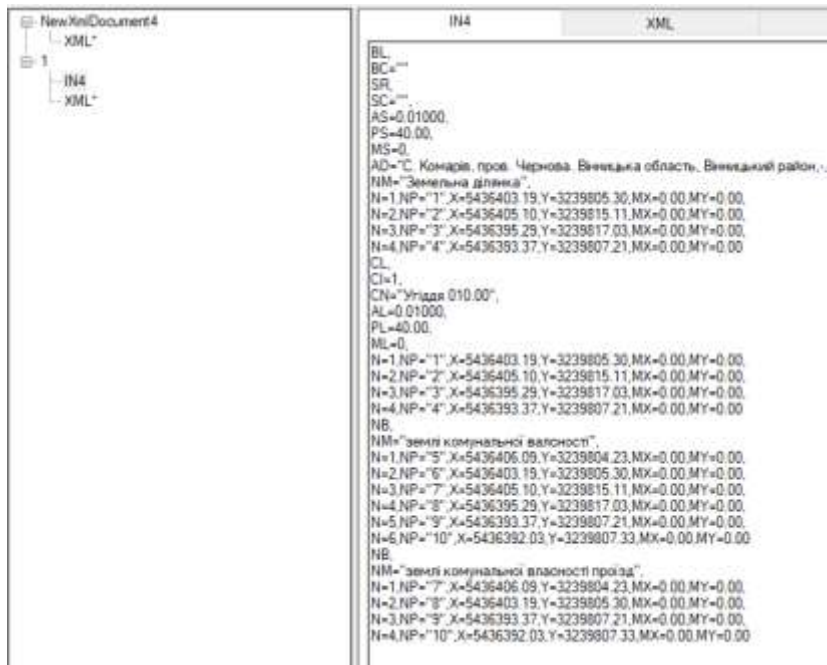 NewXmlDocument4
XML*
1
IN4
XML*
IN4
XML
BL,
BC=""
SR,
SC="",
AS=0.01000,
PS=40.00,
MS=0,
AD="С. Комарів, пров. Чернова. Вінницька область, Вінницький район,-,
NM="Земельна ділянка",
N=1,NP="1",X=5436403.19,Y=3239805.30,MX=0.00,MY=0.00,
N=2,NP="2",X=5436405.10,Y=3239815.11,MX=0.00,MY=0.00,
N=3,NP="3",X=5436395.29,Y=3239817.03,MX=0.00,MY=0.00,
N=4,NP="4",X=5436393.37,Y=3239807.21,MX=0.00,MY=0.00
CL,
CI=1,
CN="Угіддя 010.00",
AL=0.01000,
PL=40.00,
ML=0,
N=1,NP="1",X=5436403.19,Y=3239805.30,MX=0.00,MY=0.00,
N=2,NP="2",X=5436405.10,Y=3239815.11,MX=0.00,MY=0.00,
N=3,NP="3",X=5436395.29,Y=3239817.03,MX=0.00,MY=0.00,
N=4,NP="4",X=5436393.37,Y=3239807.21,MX=0.00,MY=0.00
NB,
NM="землі комунальної валсності",
N=1,NP="5",X=5436406.09,Y=3239804.23,MX=0.00,MY=0.00,
N=2,NP="6",X=5436403.19,Y=3239805.30,MX=0.00,MY=0.00,
N=3,NP="7",X=5436405.10,Y=3239815.11,MX=0.00,MY=0.00,
N=4,NP="8",X=5436395.29,Y=3239817.03,MX=0.00,MY=0.00,
N=5,NP="9",X=5436393.37,Y=3239807.21,MX=0.00,MY=0.00,
N=6,NP="10",X=5436392.03,Y=3239807.33,MX=0.00,MY=0.00
NB,
NM="землі комунальної власності проїзд",
N=1,NP="7",X=5436406.09,Y=3239804.23,MX=0.00,MY=0.00,
N=2,NP="8",X=5436403.19,Y=3239805.30,MX=0.00,MY=0.00,
N=3,NP="9",X=5436393.37,Y=3239807.21,MX=0.00,MY=0.00,
N=4,NP="10",X=5436392.03,Y=3239807.33,MX=0.00,MY=0.00